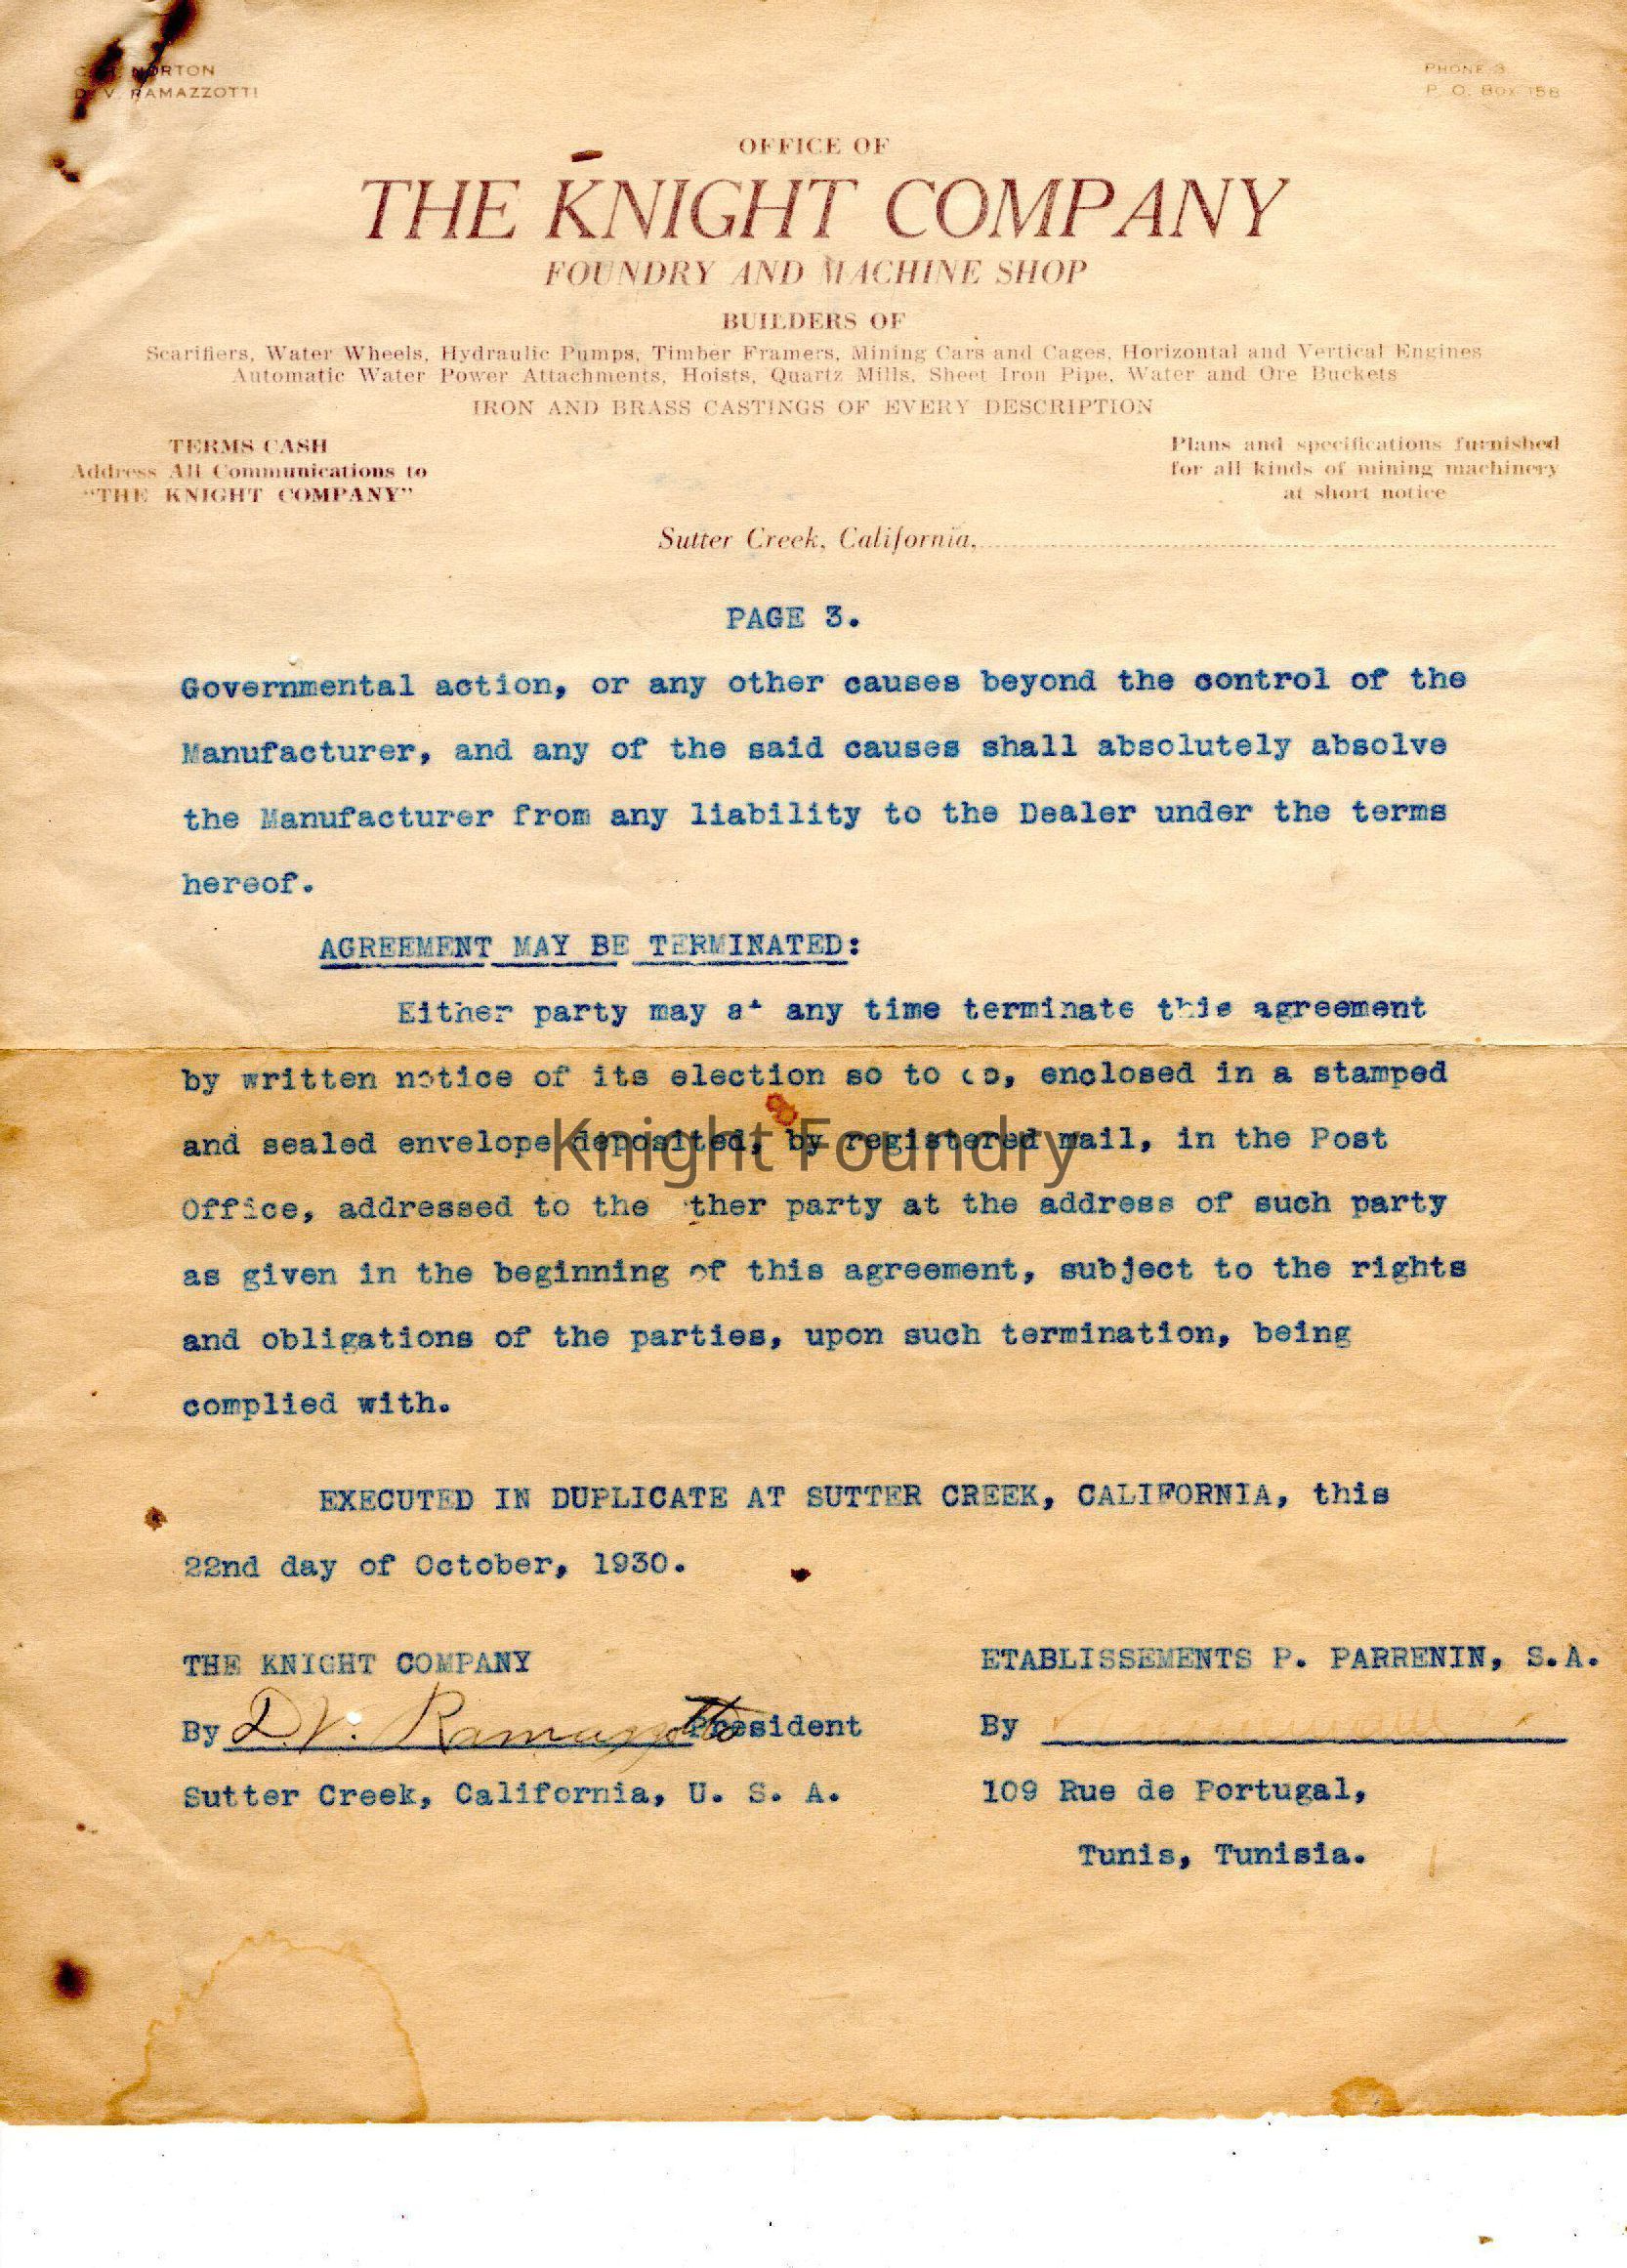 NORTON
D. V. RAMAZZOTTI
PHONE 3
P. O. BOX 158
OFFICE OF
THE KNIGHT COMPANY
FOUNDRY AND MACHINE SHOP
BUILDERS OF
Scarifiers, Water Wheels, Hydraulic Pumps, Timber Framers, Mining Cars and Cages, Horizontal and Vertical Engines
Automatic Water Power Attachments, Hoists, Quartz Mills, Sheet Iron Pipe, Water and Ore Buckets
IRON AND BRASS CASTINGS OF EVERY DESCRIPTION
TERMS CASH
Address All Communications to
"THE KNIGHT COMPANY"
Plans and specifications furnished
for all kinds of mining machinery
at short notice
Sutter Creek, California,
PAGE 3.
Governmental action, or any other causes beyond the control of the
Manufacturer, and any of the said causes shall absolutely absolve
the Manufacturer from any liability to the Dealer under the terms
hereof.
AGREEMENT MAY BE TERMINATED:
Either party may at any time terminate this agreement
by written notice of its election so to do, enclosed in a stamped
and sealed envelope deposited, by registered mail, in the Post
Office, addressed to the other party at the address of such party
as given in the beginning of this agreement, subject to the rights
and obligations of the parties, upon such termination, being
complied with.
Knight Foundry
EXECUTED IN DUPLICATE AT SUTTER CREEK, CALIFORNIA, this
22nd day of October, 1930.
THE KNIGHT COMPANY
By D. V. Ramazzotti President
Sutter Creek, California, U. S. A.
ETABLISSEMENTS P. PARRENIN, S.A.
By
109 Rue de Portugal,
Tunis, Tunisia.